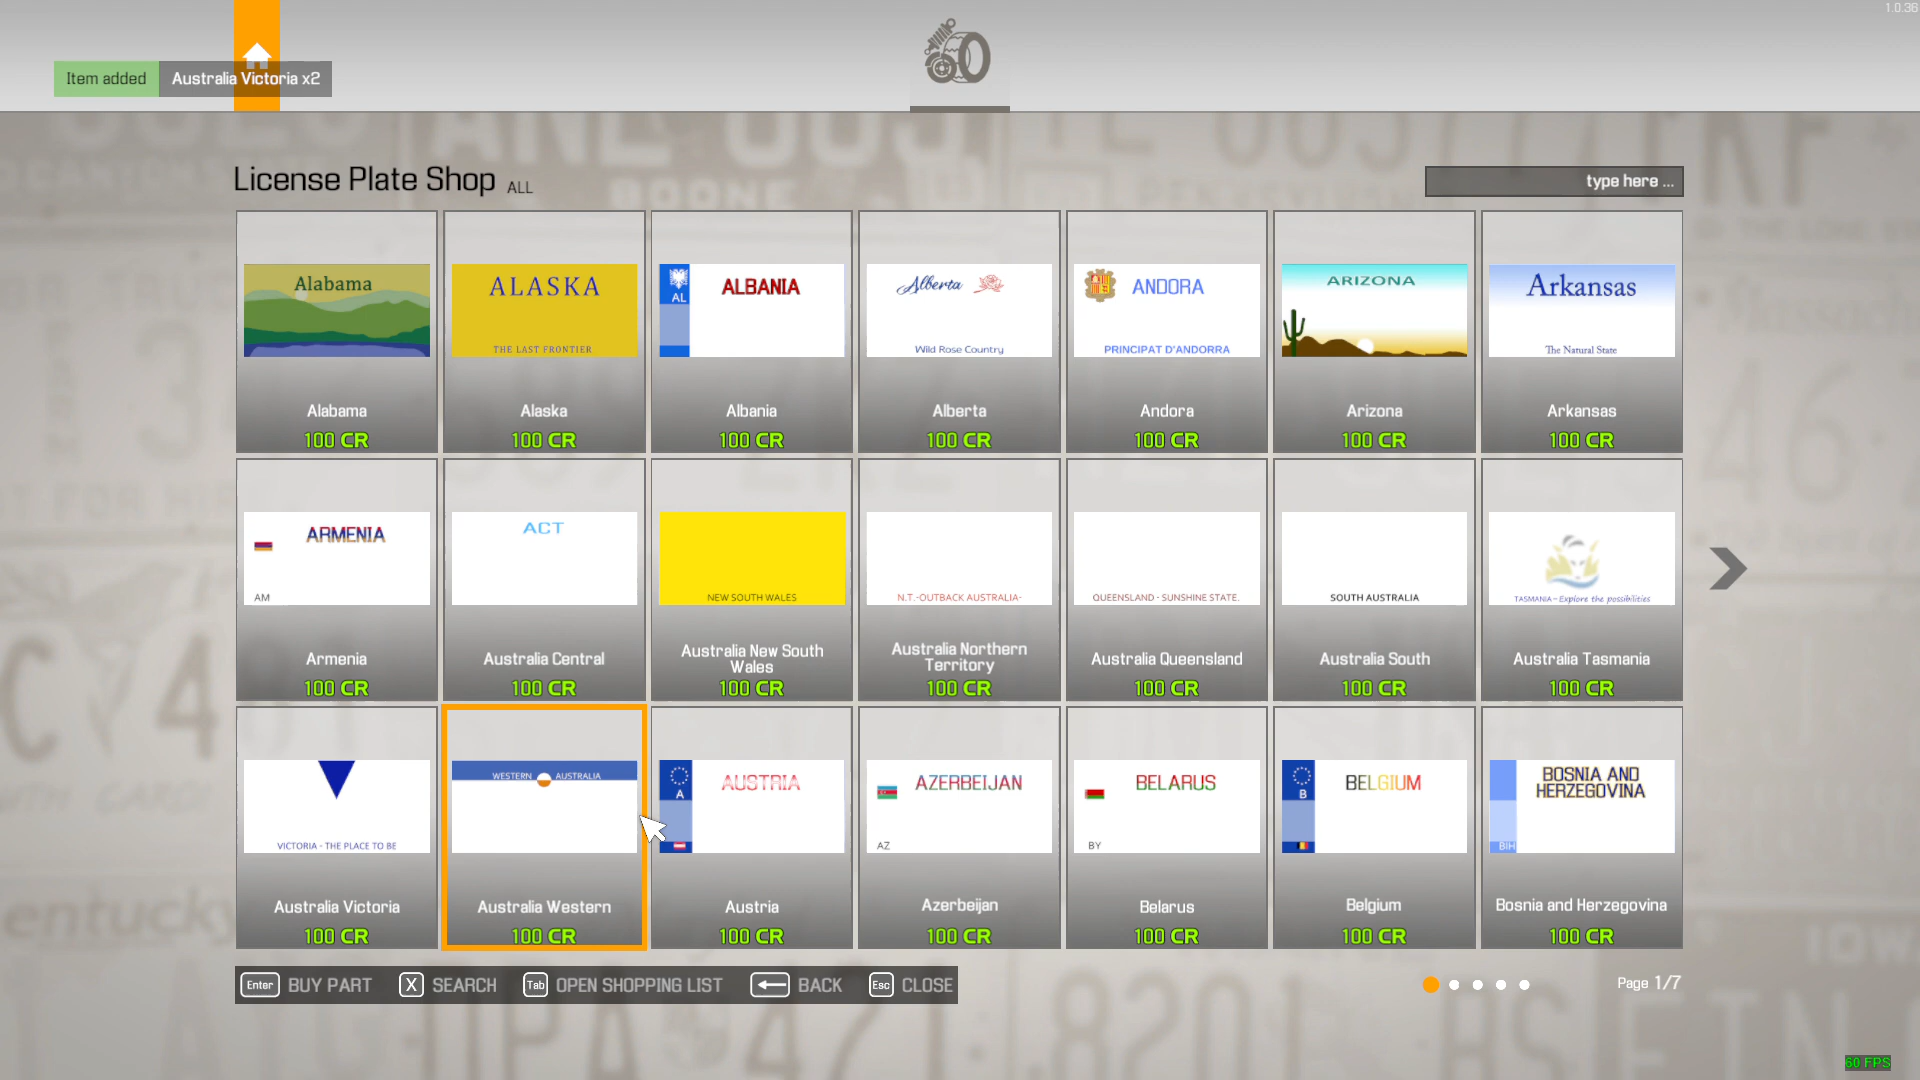 1.0.36
Item added Australia Victoria x2
License Plate Shop ALL
type here ...
Alabama
ALASKA
THE LAST FRONTIER
AL
ALBANIA
Alberta
Wild Rose Country
ANDORA
PRINCIPAT D'ANDORRA
ARIZONA
Arkansas
The Natural State
Alabama
100 CR
Alaska
100 CR
Albania
100 CR
Alberta
100 CR
Andora
100 CR
Arizona
100 CR
Arkansas
100 CR
ARMENIA
AM
ACT
NEW SOUTH WALES
N.T.-OUTBACK AUSTRALIA-
QUEENSLAND - SUNSHINE STATE.
SOUTH AUSTRALIA
TASMANIA - Explore the possibilities
Armenia
100 CR
Australia Central
100 CR
Australia New South
Wales
100 CR
Australia Northern
Territory
100 CR
Australia Queensland
100 CR
Australia South
100 CR
Australia Tasmania
100 CR
VICTORIA - THE PLACE TO BE
WESTERN AUSTRALIA
A
AUSTRIA
AZERBEIJAN
AZ
BELARUS
BY
B
BELGIUM
BOSNIA AND
HERZEGOVINA
BIH
Australia Victoria
100 CR
Australia Western
100 CR
Austria
100 CR
Azerbeijan
100 CR
Belarus
100 CR
Belgium
100 CR
Bosnia and Herzegovina
100 CR
Enter BUY PART X SEARCH Tab OPEN SHOPPING LIST BACK Esc CLOSE
Page 1/7
60 FPS